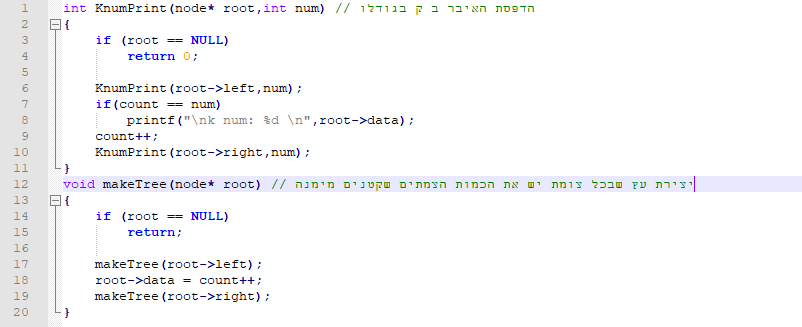 1 int KnumPrint(node* root,int num) // הדפסת האיבר ב ק בגודלו
2 {
3 if (root == NULL)
4 return 0;
5
6 KnumPrint(root->left,num);
7 if(count == num)
8 printf("\nk num: %d \n",root->data);
9 count++;
10 KnumPrint(root->right,num);
11 }
12 void makeTree(node* root) // יצירת עץ שבכל צומת יש את הכמות הצמתים שקטנים מימנה
13 {
14 if (root == NULL)
15 return;
16
17 makeTree(root->left);
18 root->data = count++;
19 makeTree(root->right);
20 }